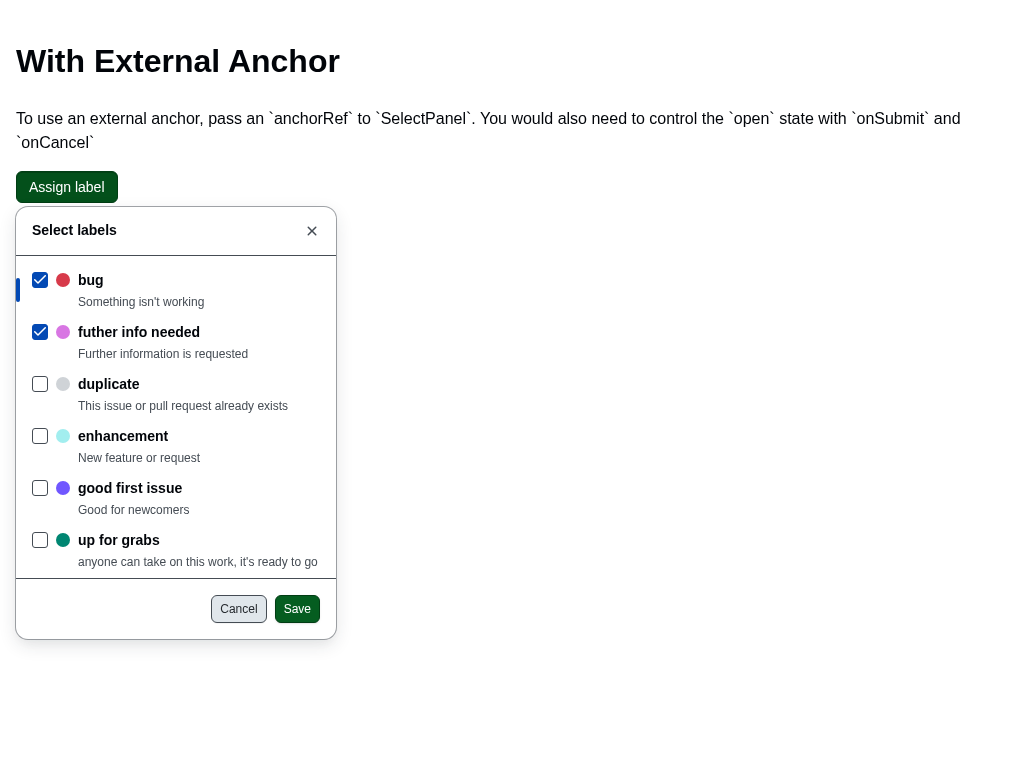 With External Anchor
To use an external anchor, pass an `anchorRef` to `SelectPanel`. You would also need to control the `open` state with `onSubmit` and
`onCancel`
Assign label
Select labels
bug
Something isn't working
futher info needed
Further information is requested
duplicate
This issue or pull request already exists
enhancement
New feature or request
good first issue
Good for newcomers
up for grabs
anyone can take on this work, it's ready to go
Cancel Save